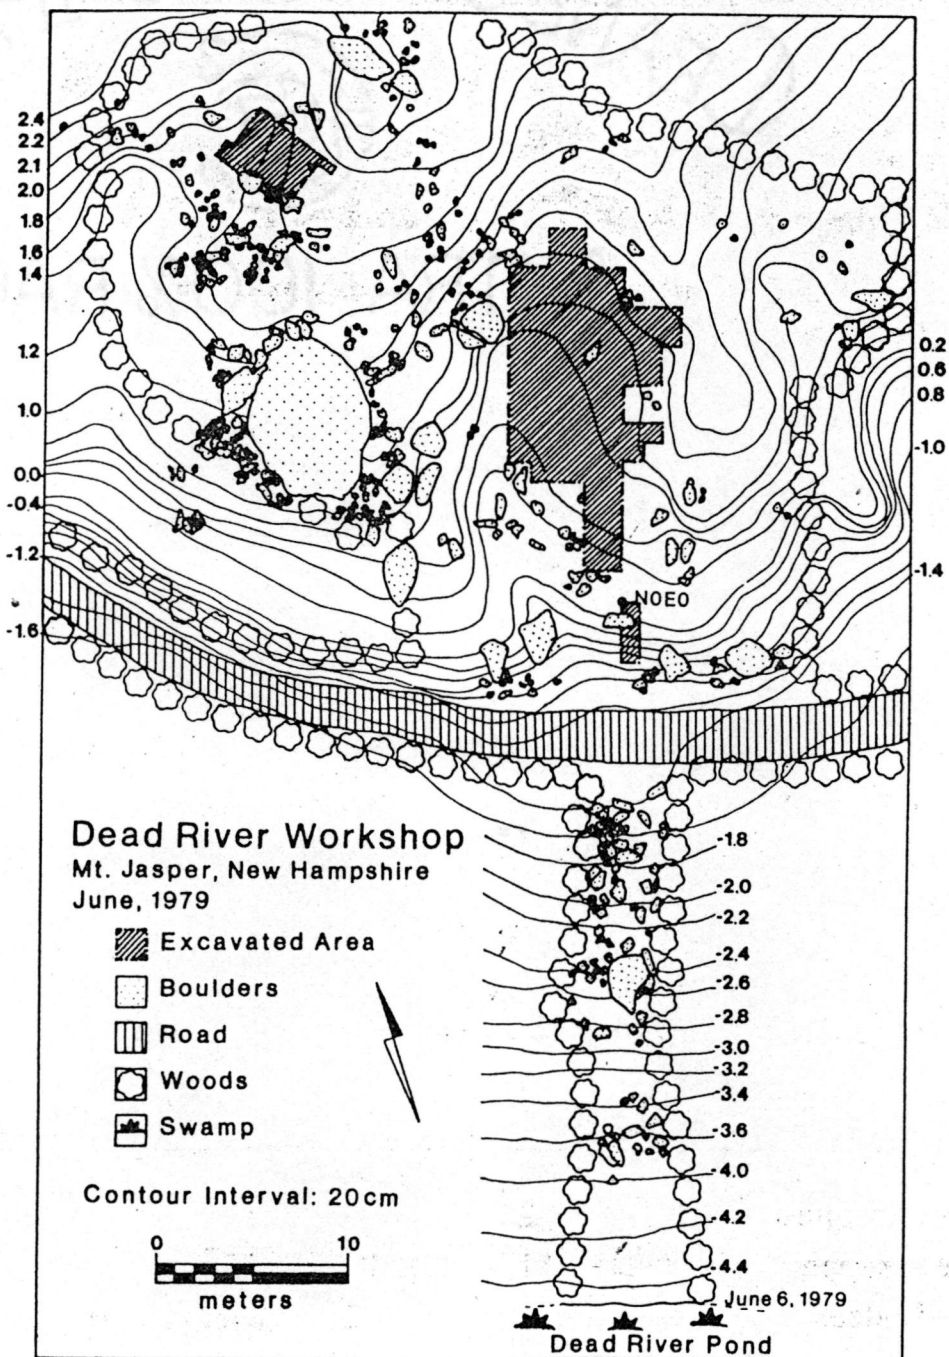 2.4
2.2
2.1
2.0
1.8
1.6
1.4
1.2
1.0
0.0
-0.4
-1.2
-1.6
0.2
0.6
0.8
-1.0
-1.4
N0E0
Dead River Workshop
Mt. Jasper, New Hampshire
June, 1979
Excavated Area
Boulders
Road
Woods
Swamp
Contour Interval: 20cm
0 10
meters
-1.8
-2.0
-2.2
-2.4
-2.6
-2.8
-3.0
-3.2
-3.4
-3.6
-4.0
-4.2
-4.4
June 6, 1979
Dead River Pond